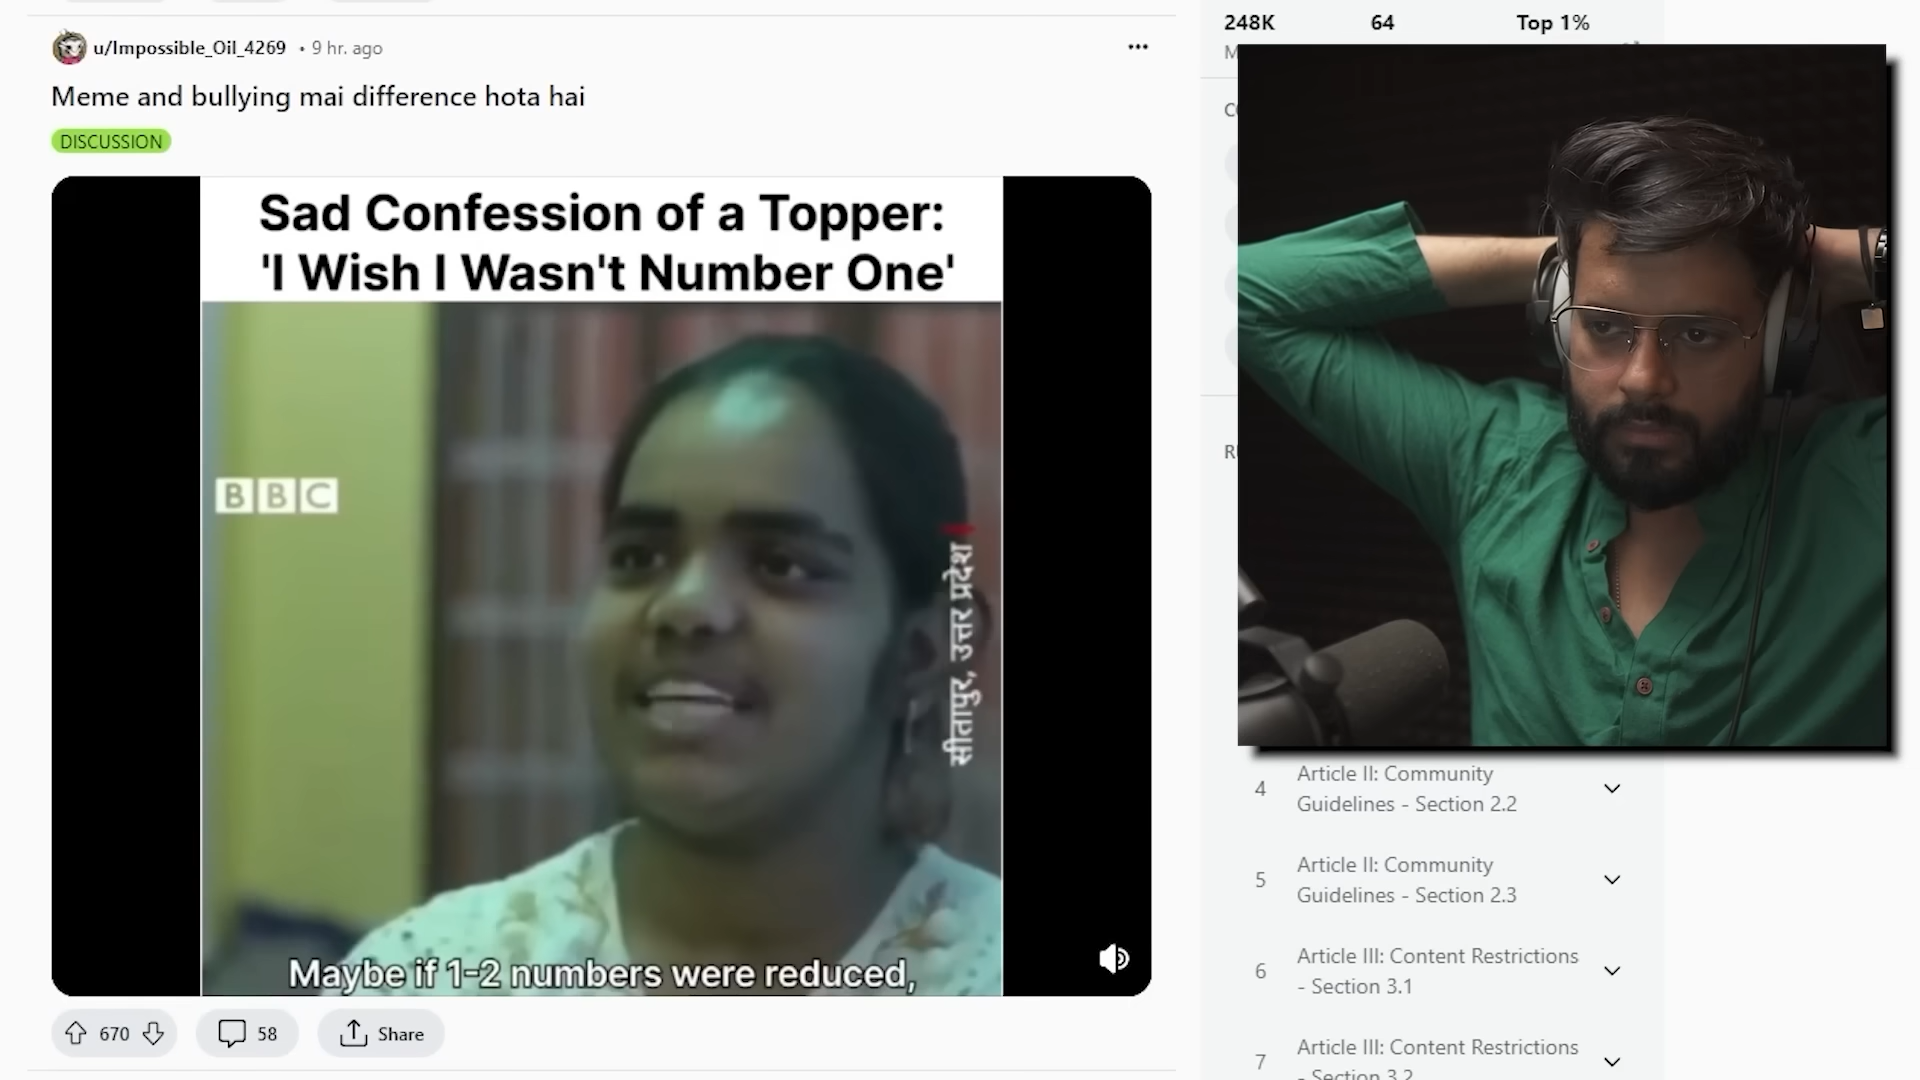 248K 64 Top 1%
u/Impossible_Oil_4269 • 9 hr. ago
Meme and bullying mai difference hota hai
DISCUSSION
Sad Confession of a Topper:
'I Wish I Wasn't Number One'
BBC
सीतापुर, उत्तर प्रदेश
Maybe if 1-2 numbers were reduced,
670 58 Share
4 Article II: Community
Guidelines - Section 2.2
5 Article II: Community
Guidelines - Section 2.3
6 Article III: Content Restrictions
- Section 3.1
7 Article III: Content Restrictions
- Section 3.2